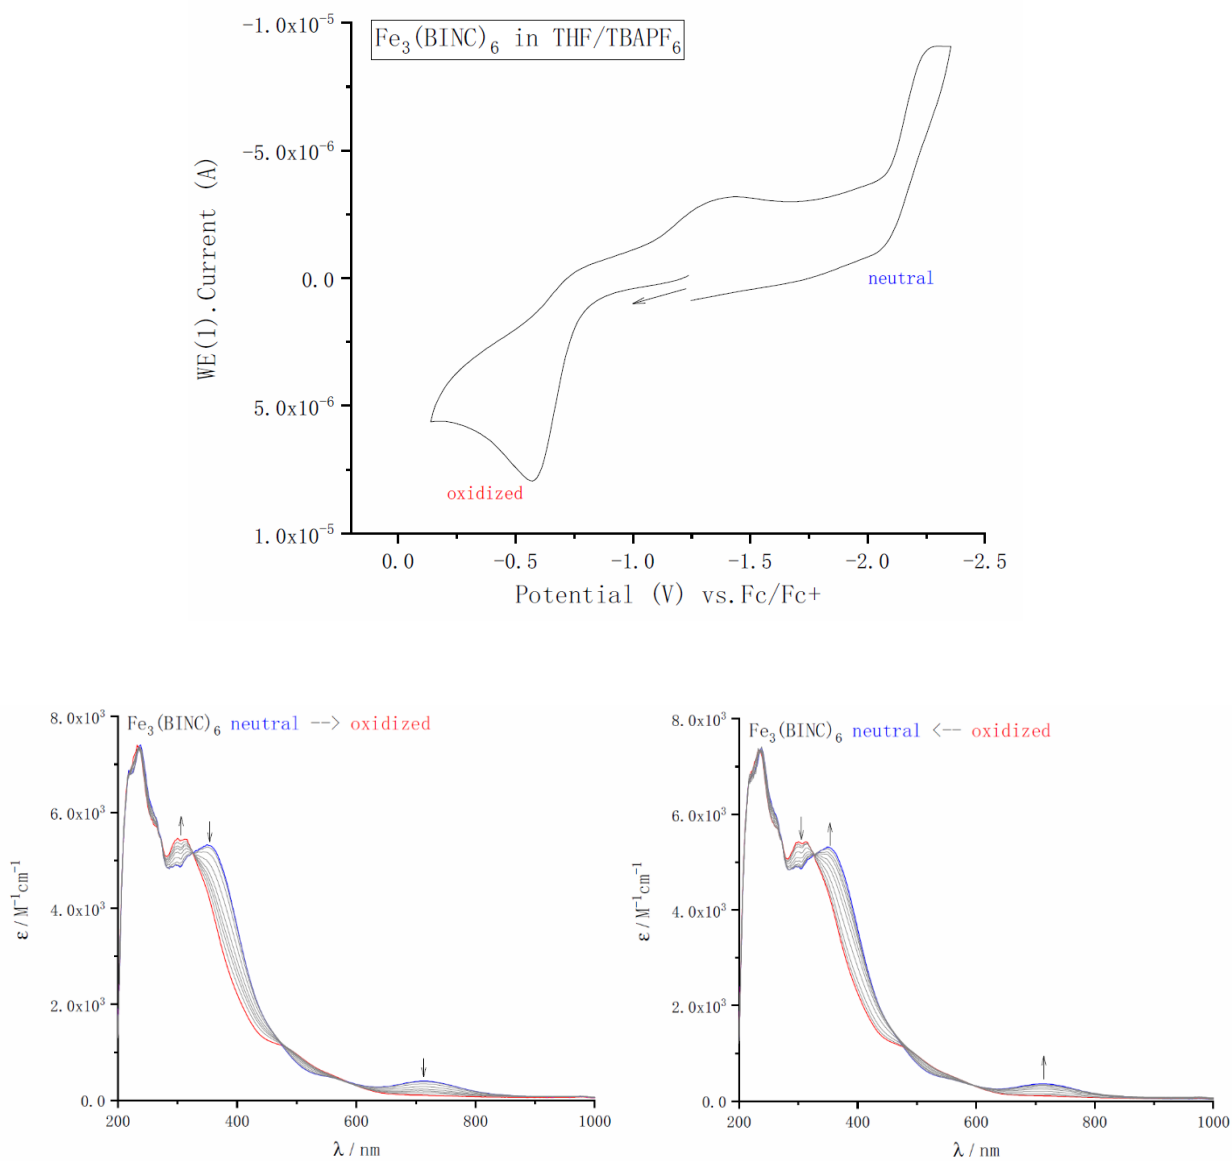 -1.0x10⁻⁵
Fe₃(BINC)₆ in THF/TBAPF₆
-5.0x10⁻⁶
0.0
5.0x10⁻⁶
1.0x10⁻⁵
WE(1).Current (A)
neutral
oxidized
0.0 -0.5 -1.0 -1.5 -2.0 -2.5
Potential (V) vs.Fc/Fc+
8.0x10³
Fe₃(BINC)₆ neutral --> oxidized
6.0x10³
4.0x10³
2.0x10³
0.0
ε / M⁻¹cm⁻¹
200 400 600 800 1000
λ / nm
8.0x10³
Fe₃(BINC)₆ neutral <-- oxidized
6.0x10³
4.0x10³
2.0x10³
0.0
ε / M⁻¹cm⁻¹
200 400 600 800 1000
λ / nm